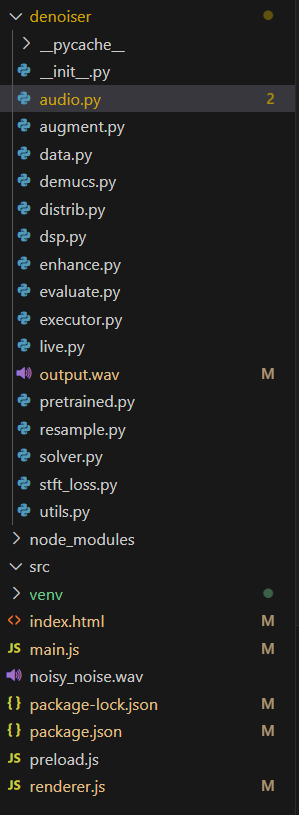 denoiser
__pycache__
__init__.py
audio.py 2
augment.py
data.py
demucs.py
distrib.py
dsp.py
enhance.py
evaluate.py
executor.py
live.py
output.wav M
pretrained.py
resample.py
solver.py
stft_loss.py
utils.py
node_modules
src
venv
<> index.html M
JS main.js M
noisy_noise.wav
{} package-lock.json M
{} package.json M
JS preload.js
JS renderer.js M